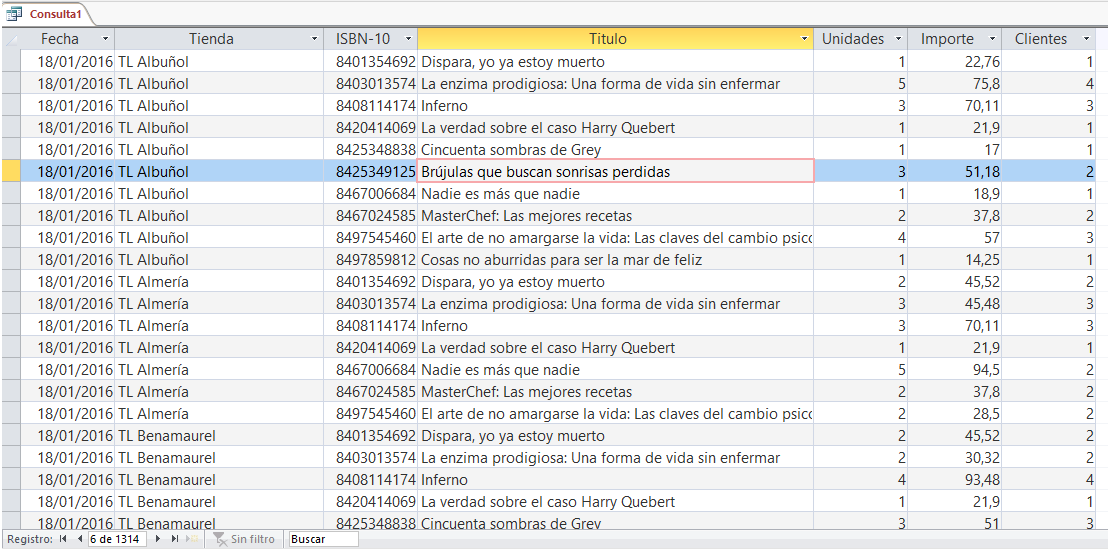 Consulta1
Fecha Tienda ISBN-10 Titulo Unidades Importe Clientes
18/01/2016 TL Albuñol 8401354692 Dispara, yo ya estoy muerto 1 22,76 1
18/01/2016 TL Albuñol 8403013574 La enzima prodigiosa: Una forma de vida sin enfermar 5 75,8 4
18/01/2016 TL Albuñol 8408114174 Inferno 3 70,11 3
18/01/2016 TL Albuñol 8420414069 La verdad sobre el caso Harry Quebert 1 21,9 1
18/01/2016 TL Albuñol 8425348838 Cincuenta sombras de Grey 1 17 1
18/01/2016 TL Albuñol 8425349125 Brújulas que buscan sonrisas perdidas 3 51,18 2
18/01/2016 TL Albuñol 8467006684 Nadie es más que nadie 1 18,9 1
18/01/2016 TL Albuñol 8467024585 MasterChef: Las mejores recetas 2 37,8 2
18/01/2016 TL Albuñol 8497545460 El arte de no amargarse la vida: Las claves del cambio psico 4 57 3
18/01/2016 TL Albuñol 8497859812 Cosas no aburridas para ser la mar de feliz 1 14,25 1
18/01/2016 TL Almería 8401354692 Dispara, yo ya estoy muerto 2 45,52 2
18/01/2016 TL Almería 8403013574 La enzima prodigiosa: Una forma de vida sin enfermar 3 45,48 3
18/01/2016 TL Almería 8408114174 Inferno 3 70,11 3
18/01/2016 TL Almería 8420414069 La verdad sobre el caso Harry Quebert 1 21,9 1
18/01/2016 TL Almería 8467006684 Nadie es más que nadie 5 94,5 2
18/01/2016 TL Almería 8467024585 MasterChef: Las mejores recetas 2 37,8 2
18/01/2016 TL Almería 8497545460 El arte de no amargarse la vida: Las claves del cambio psico 2 28,5 2
18/01/2016 TL Benamaurel 8401354692 Dispara, yo ya estoy muerto 2 45,52 2
18/01/2016 TL Benamaurel 8403013574 La enzima prodigiosa: Una forma de vida sin enfermar 2 30,32 2
18/01/2016 TL Benamaurel 8408114174 Inferno 4 93,48 4
18/01/2016 TL Benamaurel 8420414069 La verdad sobre el caso Harry Quebert 1 21,9 1
18/01/2016 TL Benamaurel 8425348838 Cincuenta sombras de Grey 3 51 3
Registro: 6 de 1314 Sin filtro Buscar